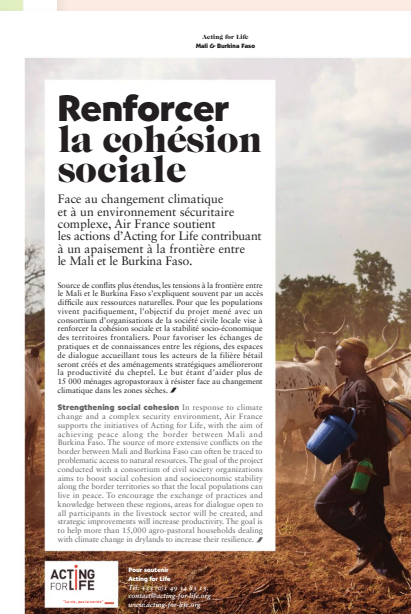 Acting for Life
Mali & Burkina Faso
Renforcer
la cohésion
sociale
Face au changement climatique
et à un environnement sécuritaire
complexe, Air France soutient
les actions d'Acting for Life contribuant
à un apaisement à la frontière entre
le Mali et le Burkina Faso.
Source de conflits plus étendus, les tensions à la frontière entre
le Mali et le Burkina Faso s'expliquent souvent par un accès
difficile aux ressources naturelles. Pour que les populations
vivent pacifiquement, l'objectif du projet mené avec un
consortium d'organisations de la société civile locale vise à
renforcer la cohésion sociale et la stabilité socio-économique
des territoires frontaliers. Pour favoriser les échanges de
pratiques et de connaissances entre les régions, des espaces
de dialogue accueillant tous les acteurs de la filière bétail
seront créés et des aménagements stratégiques amélioreront
la productivité du cheptel. Le but étant d'aider plus de
15 000 ménages agropastoraux à résister face au changement
climatique dans les zones sèches.
Strengthening social cohesion In response to climate
change and a complex security environment, Air France
supports the initiatives of Acting for Life, with the aim of
achieving peace along the border between Mali and
Burkina Faso. The source of more extensive conflicts on the
border between Mali and Burkina Faso can often be traced to
problematic access to natural resources. The goal of the project
conducted with a consortium of civil society organizations
aims to boost social cohesion and socioeconomic stability
along the border territories so that the local populations can
live in peace. To encourage the exchange of practices and
knowledge between these regions, areas for dialogue open to
all participants in the livestock sector will be created, and
strategic improvements will increase productivity. The goal is
to help more than 15,000 agro-pastoral households dealing
with climate change in drylands to increase their resilience.
ACTING
FOR LIFE
"La vie, pas la survie"
Pour soutenir
Acting for Life
Tél. +33 (0)1 49 34 83 13.
contact@acting-for-life.org
www.acting-for-life.org